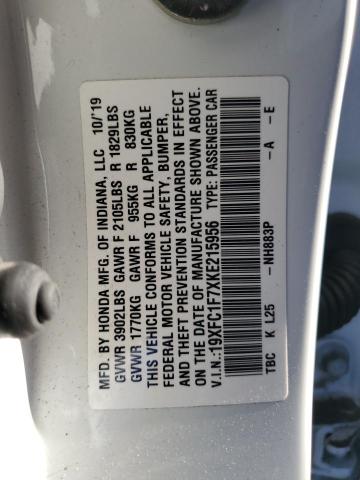 MFD. BY HONDA MFG. OF INDIANA, LLC 10/'19
GVWR 3902LBS GAWR F 2105LBS R 1829LBS
GVWR 1770KG GAWR F 955KG R 830KG
THIS VEHICLE CONFORMS TO ALL APPLICABLE
FEDERAL MOTOR VEHICLE SAFETY, BUMPER,
AND THEFT PREVENTION STANDARDS IN EFFECT
ON THE DATE OF MANUFACTURE SHOWN ABOVE.
V.I.N.:19XFC1F7XKE215956 TYPE: PASSENGER CAR
NH883P -A -E
TBC K L25